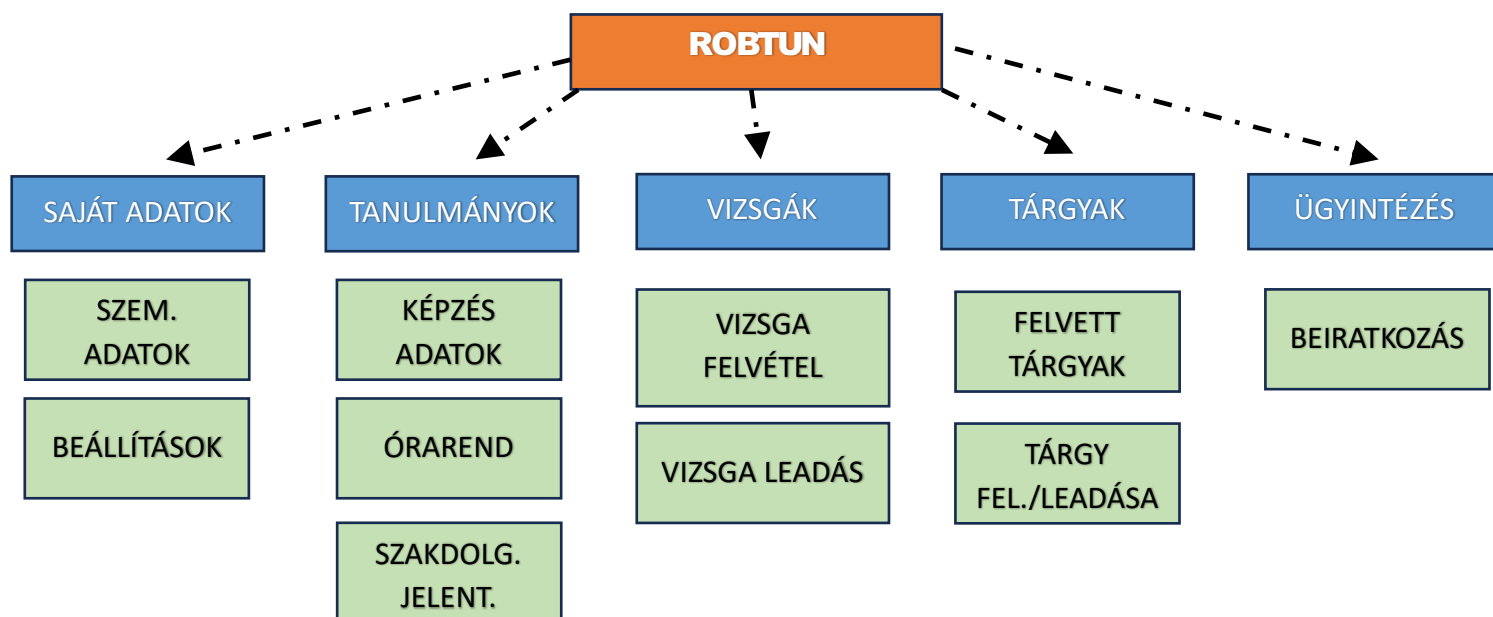 ROBTUN
SAJÁT ADATOK
TANULMÁNYOK
VIZSGÁK
TÁRGYAK
ÜGYINTÉZÉS
SZEM.
ADATOK
BEÁLLÍTÁSOK
KÉPZÉS
ADATOK
ÓRAREND
SZAKDOLG.
JELENT.
VIZSGA
FELVÉTEL
VIZSGA LEADÁS
FELVETT
TÁRGYAK
TÁRGY
FEL./LEADÁSA
BEIRATKOZÁS